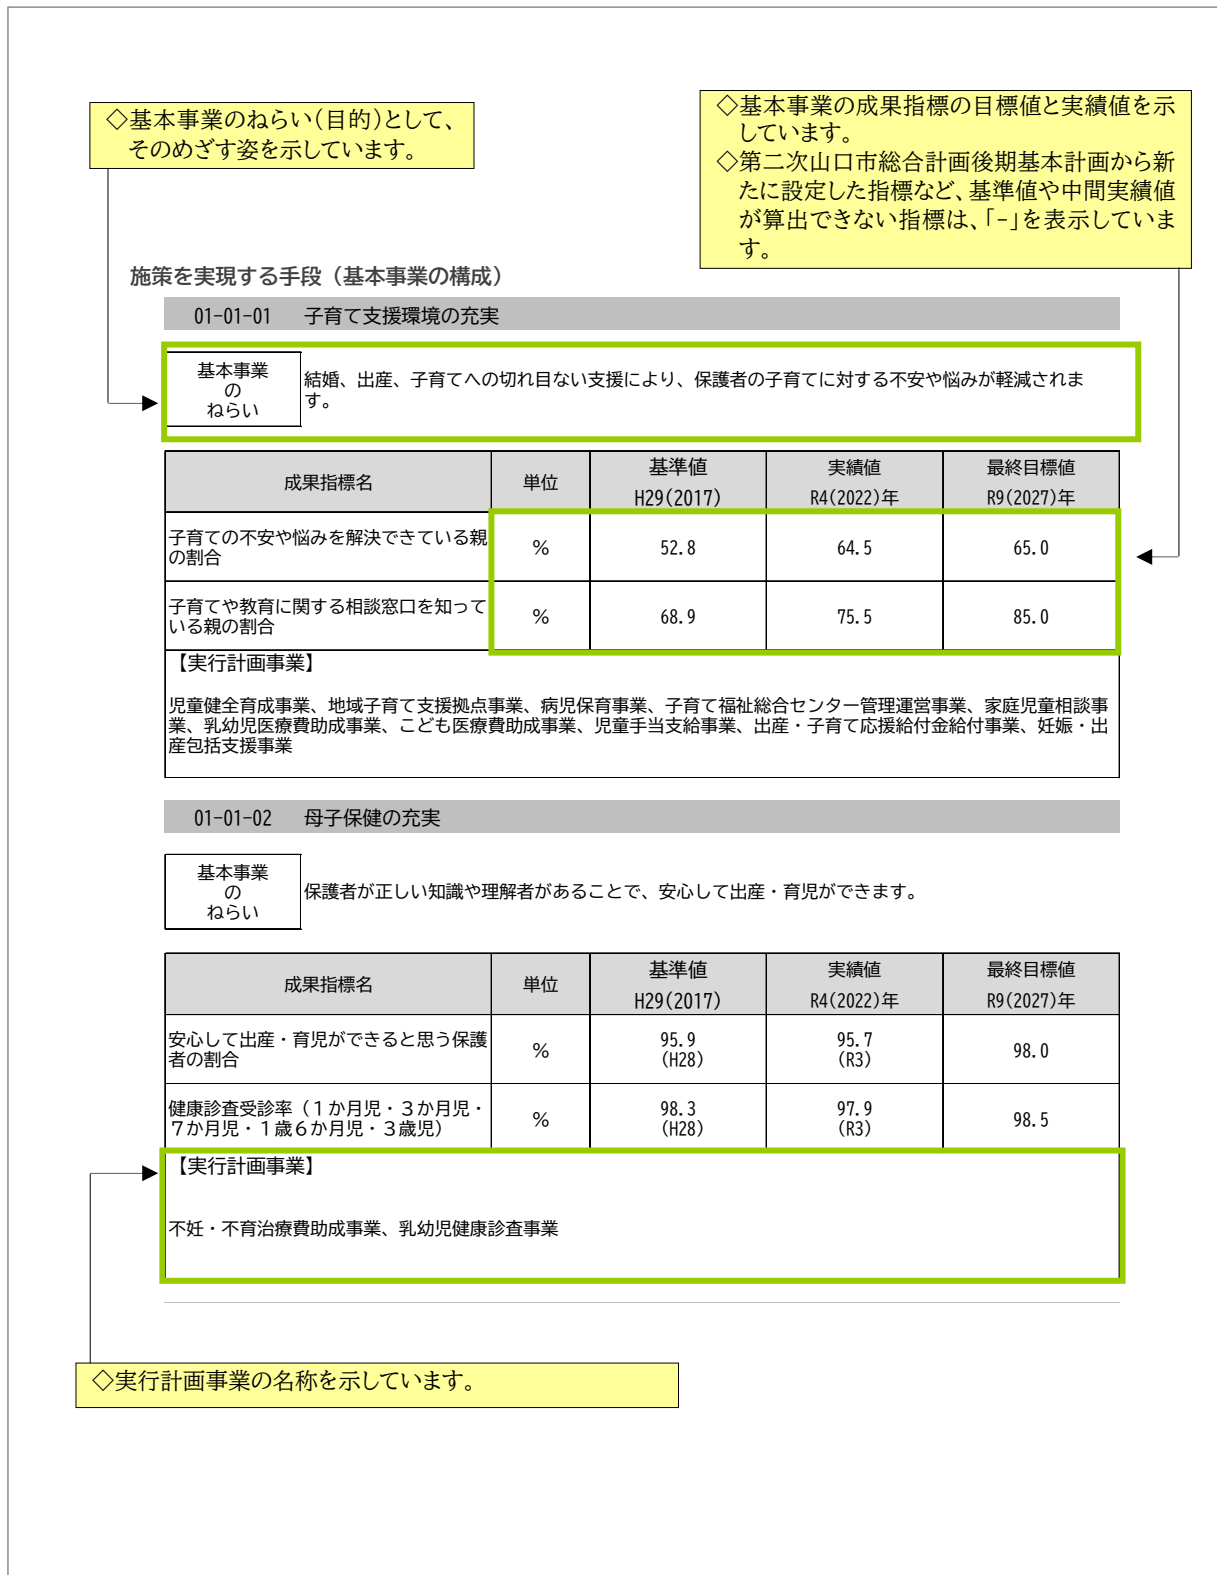 ◇基本事業のねらい(目的)として、
そのめざす姿を示しています。
◇基本事業の成果指標の目標値と実績値を示
しています。
◇第二次山口市総合計画後期基本計画から新
たに設定した指標など、基準値や中間実績値
が算出できない指標は、「-」を表示していま
す。
施策を実現する手段（基本事業の構成）
01-01-01 子育て支援環境の充実
基本事業
の
ねらい
結婚、出産、子育てへの切れ目ない支援により、保護者の子育てに対する不安や悩みが軽減されま
す。
成果指標名 単位 基準値 実績値 最終目標値
H29(2017) R4(2022)年 R9(2027)年
子育ての不安や悩みを解決できている親
の割合
% 52.8 64.5 65.0
子育てや教育に関する相談窓口を知って
いる親の割合
% 68.9 75.5 85.0
【実行計画事業】
児童健全育成事業、地域子育て支援拠点事業、病児保育事業、子育て福祉総合センター管理運営事業、家庭児童相談事
業、乳幼児医療費助成事業、こども医療費助成事業、児童手当支給事業、出産・子育て応援給付金給付事業、妊娠・出
産包括支援事業
01-01-02 母子保健の充実
基本事業
の
ねらい
保護者が正しい知識や理解者があることで、安心して出産・育児ができます。
成果指標名 単位 基準値 実績値 最終目標値
H29(2017) R4(2022)年 R9(2027)年
安心して出産・育児ができると思う保護
者の割合
% 95.9 95.7 98.0
(H28) (R3)
健康診査受診率（１か月児・３か月児・
７か月児・１歳６か月児・３歳児）
% 98.3 97.9 98.5
(H28) (R3)
【実行計画事業】
不妊・不育治療費助成事業、乳幼児健康診査事業
◇実行計画事業の名称を示しています。